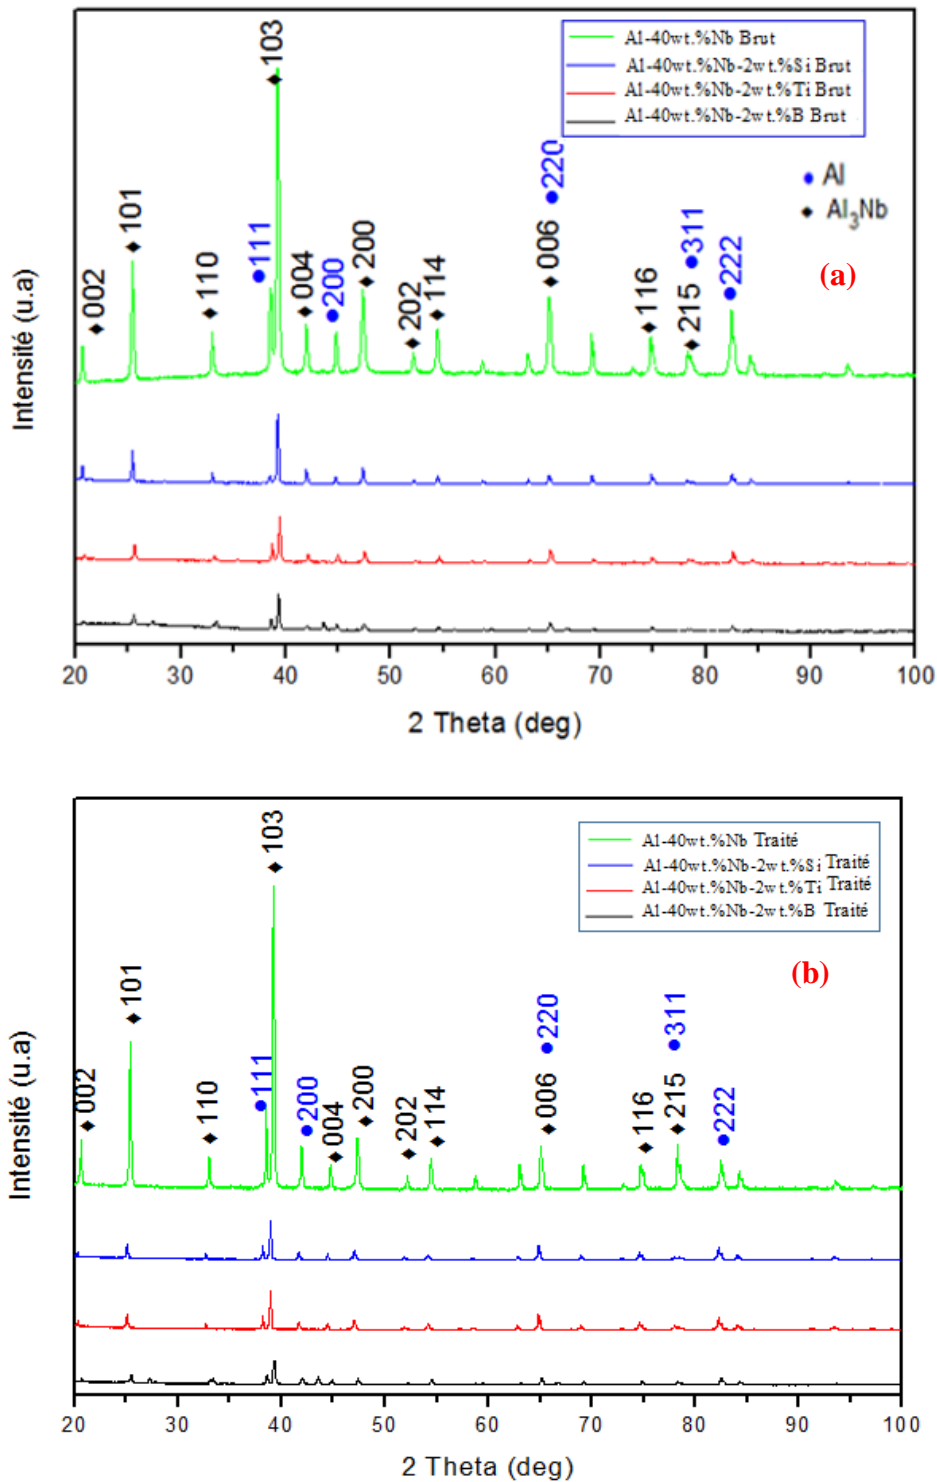 Al-40wt.%Nb Brut
Al-40wt.%Nb-2wt.%Si Brut
Al-40wt.%Nb-2wt.%Ti Brut
Al-40wt.%Nb-2wt.%B Brut
● Al
◆ Al₃Nb
(a)
◆002
◆101
◆110
●111
◆103
◆004
●200
◆200
◆202
◆114
◆006
●220
◆116
◆215
●311
●222
Intensité (u.a)
20 30 40 50 60 70 80 90 100
2 Theta (deg)
Al-40wt.%Nb Traité
Al-40wt.%Nb-2wt.%Si Traité
Al-40wt.%Nb-2wt.%Ti Traité
Al-40wt.%Nb-2wt.%B Traité
(b)
◆002
◆101
◆110
●111
◆103
●200
◆004
◆200
◆202
◆114
◆006
●220
◆116
◆215
●311
●222
Intensité (u.a)
20 30 40 50 60 70 80 90 100
2 Theta (deg)